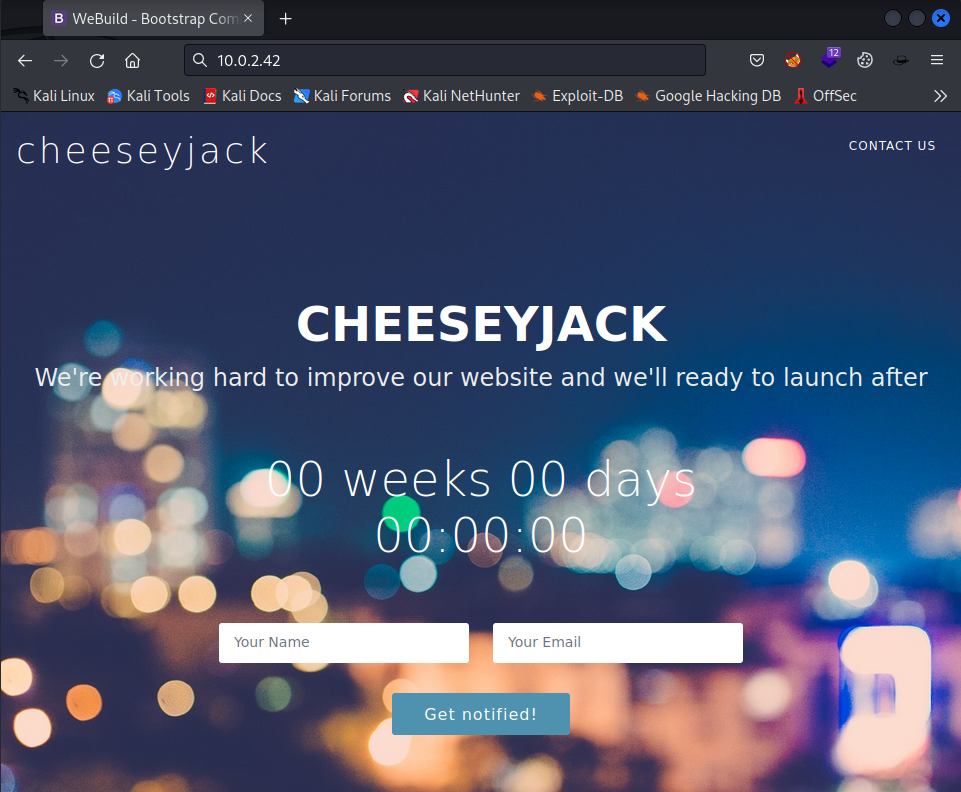 WeBuild - Bootstrap Com
10.0.2.42
12
Kali Linux Kali Tools Kali Docs Kali Forums Kali NetHunter Exploit-DB Google Hacking DB OffSec
cheeseyjack
CONTACT US
CHEESEYJACK
We're working hard to improve our website and we'll ready to launch after
00 weeks 00 days
00:00:00
Your Name
Your Email
Get notified!